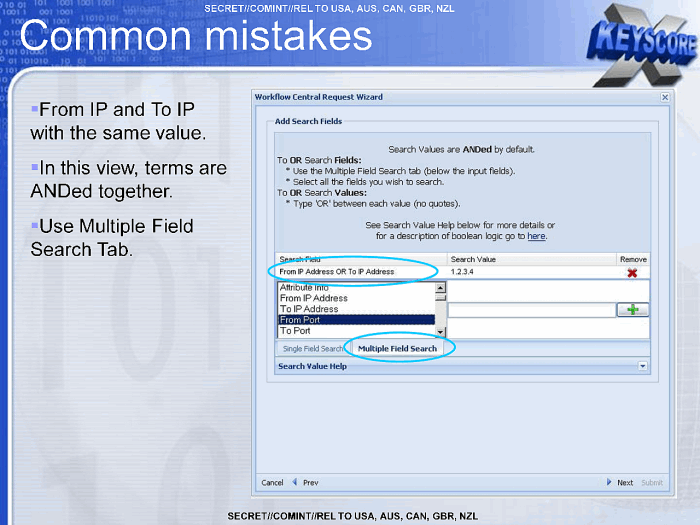 SECRET//COMINT//REL TO USA, AUS, CAN, GBR, NZL
Common mistakes
XKEYSCORE
From IP and To IP
with the same value.
In this view, terms are
ANDed together.
Use Multiple Field
Search Tab.
Workflow Central Request Wizard
Add Search Fields
Search Values are ANDed by default.
To OR Search Fields:
* Use the Multiple Field Search tab (below the input fields).
* Select all the fields you wish to search.
To OR Search Values:
* Type 'OR' between each value (no quotes).
See Search Value Help below for more details or
for a description of boolean logic go to here.
Search Field Search Value Remove
From IP Address OR To IP Address 1.2.3.4
Attribute Info
From IP Address
To IP Address
From Port
To Port
Single Field Search Multiple Field Search
Search Value Help
Cancel Prev Next Submit
SECRET//COMINT//REL TO USA, AUS, CAN, GBR, NZL